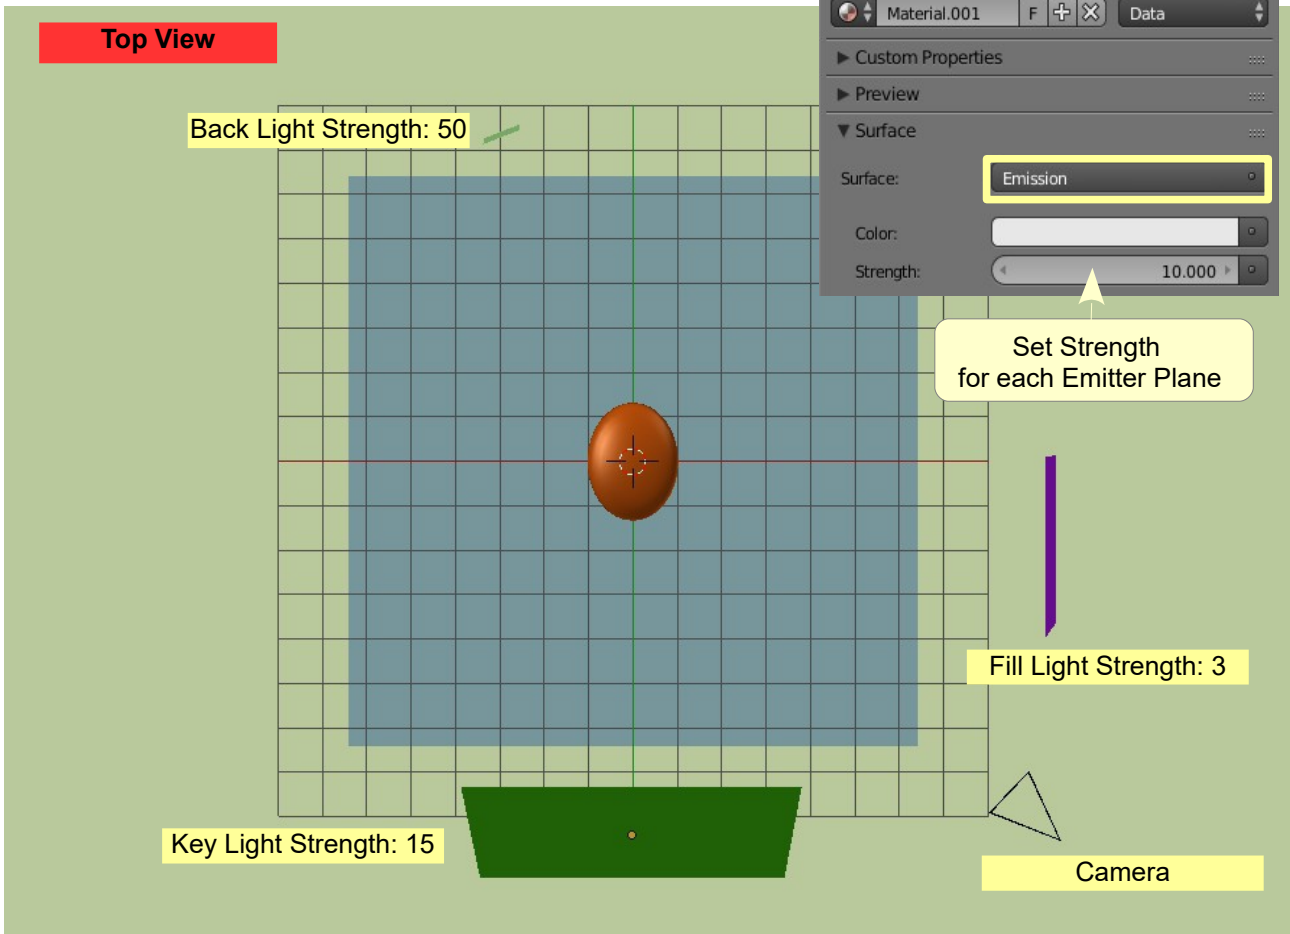 Top View
Material.001
F
Data
Custom Properties
Preview
Surface
Surface:
Emission
Color:
Strength:
10.000
Back Light Strength: 50
Set Strength
for each Emitter Plane
Fill Light Strength: 3
Key Light Strength: 15
Camera